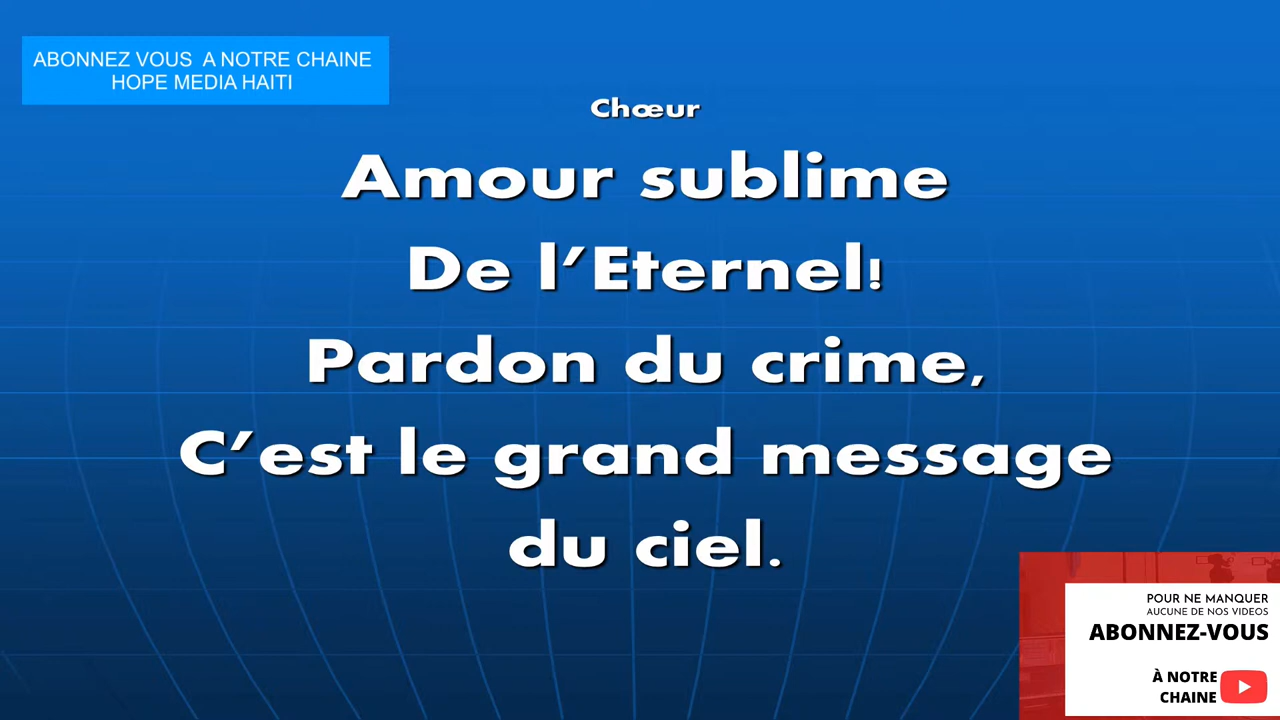 ABONNEZ VOUS A NOTRE CHAINE
HOPE MEDIA HAITI
Chœur
Amour sublime
De l’Eternel!
Pardon du crime,
C’est le grand message
du ciel.
POUR NE MANQUER
AUCUNE DE NOS VIDEOS
ABONNEZ-VOUS
À NOTRE
CHAINE